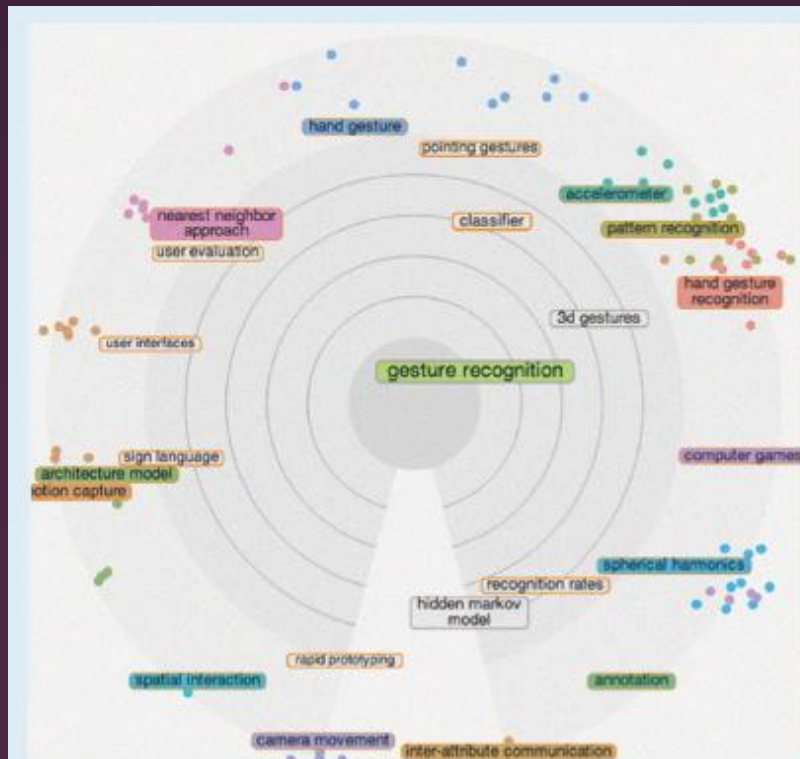 hand gesture
pointing gestures
accelerometer
nearest neighbor
approach
classifier
pattern recognition
user evaluation
hand gesture
recognition
3d gestures
user interfaces
gesture recognition
sign language
computer games
architecture model
otion capture
spherical harmonics
recognition rates
hidden markov
model
rapid prototyping
spatial interaction
annotation
camera movement
inter-attribute communication